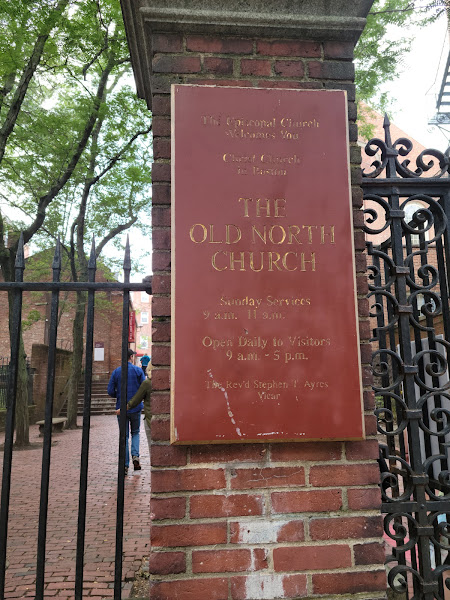 The Episcopal Church
Welcomes You
Christ Church
in Boston
THE
OLD NORTH
CHURCH
Sunday Services
9 a.m. 11 a.m.
Open Daily to Visitors
9 a.m. - 5 p.m.
The Rev'd Stephen T. Ayres
Vicar